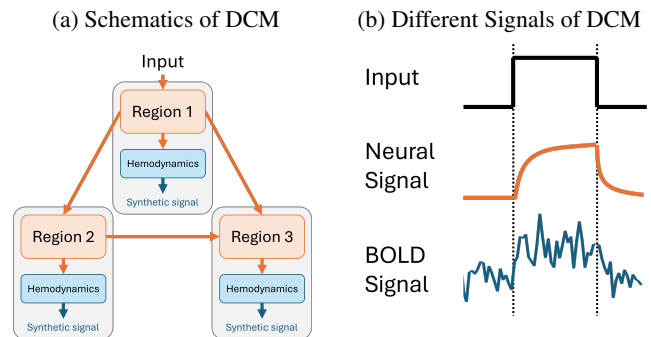 (a) Schematics of DCM
Input
Region 1
Hemodynamics
Synthetic signal
Region 2
Hemodynamics
Synthetic signal
Region 3
Hemodynamics
Synthetic signal
(b) Different Signals of DCM
Input
Neural
Signal
BOLD
Signal